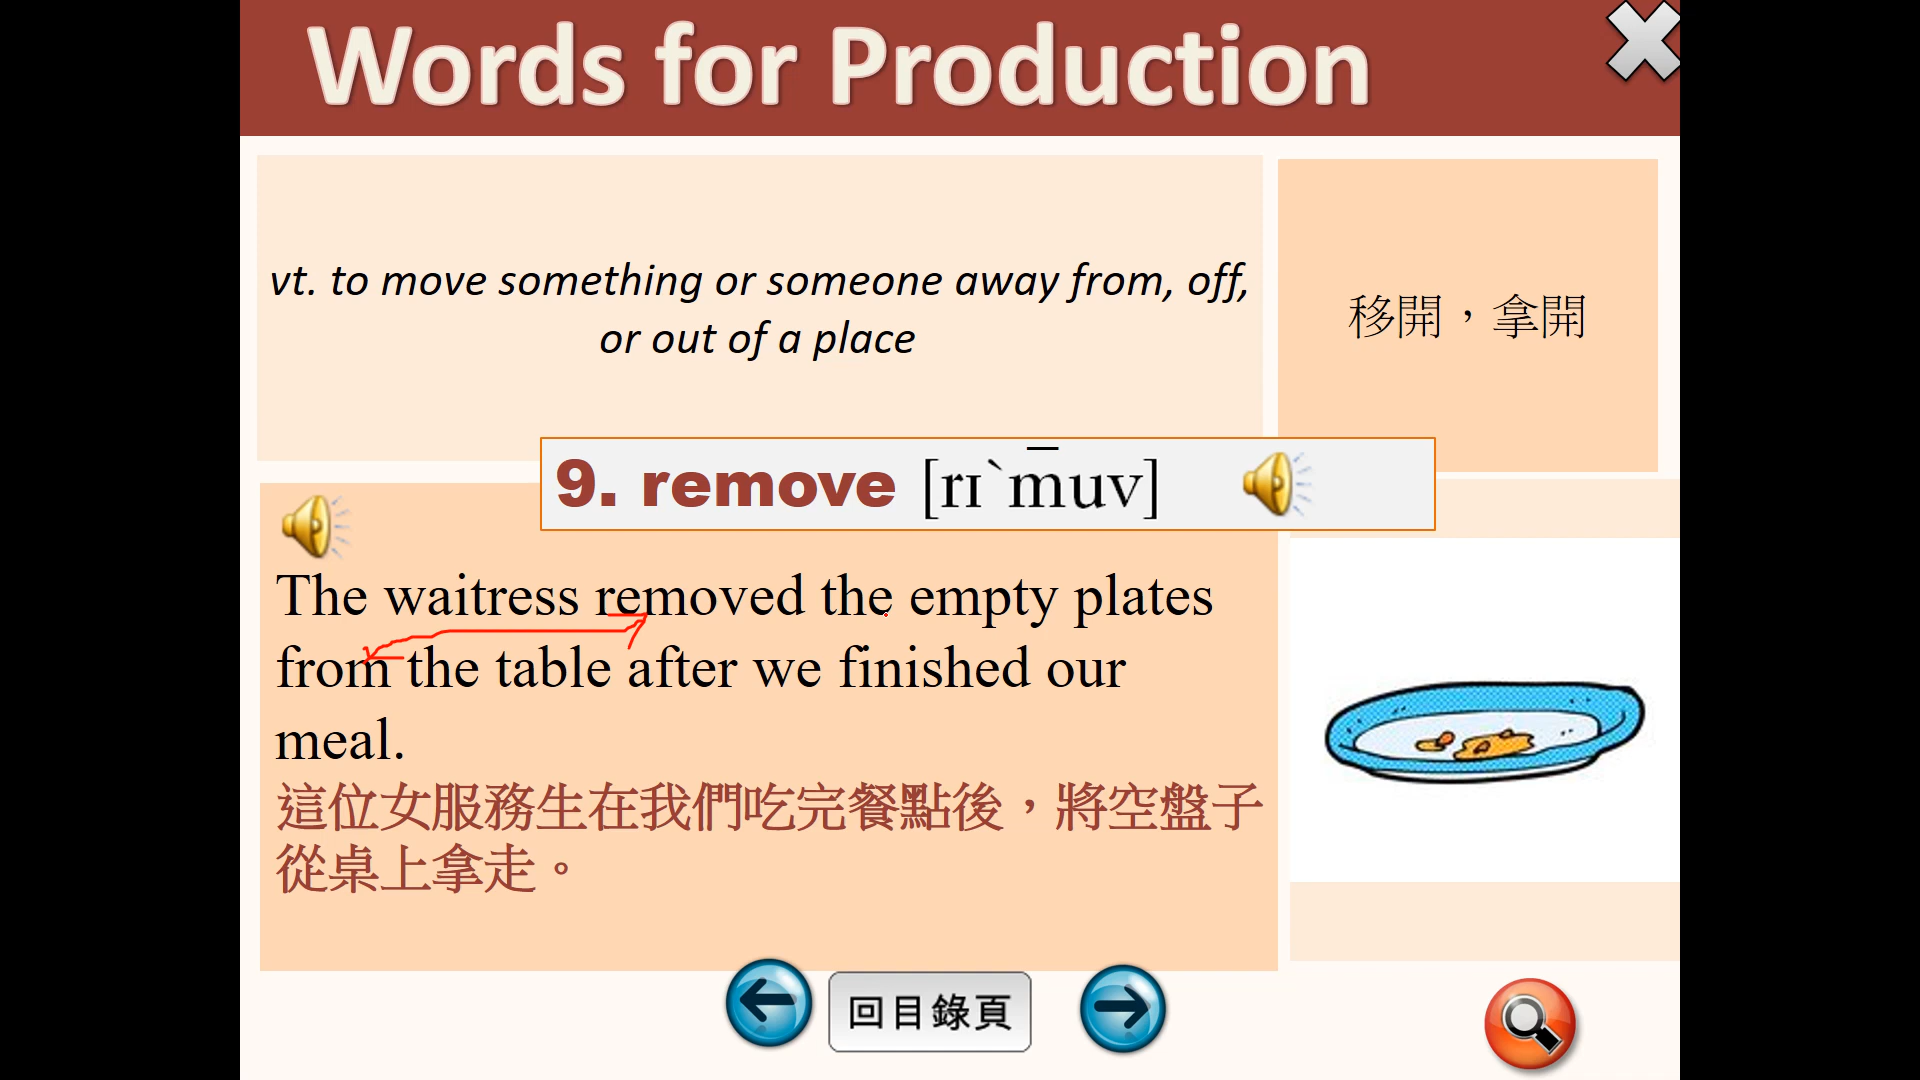 Words for Production
vt. to move something or someone away from, off,
or out of a place
移開，拿開
9. remove [rɪˋmuv]
The waitress removed the empty plates
from the table after we finished our
meal.
這位女服務生在我們吃完餐點後，將空盤子
從桌上拿走。
回目錄頁